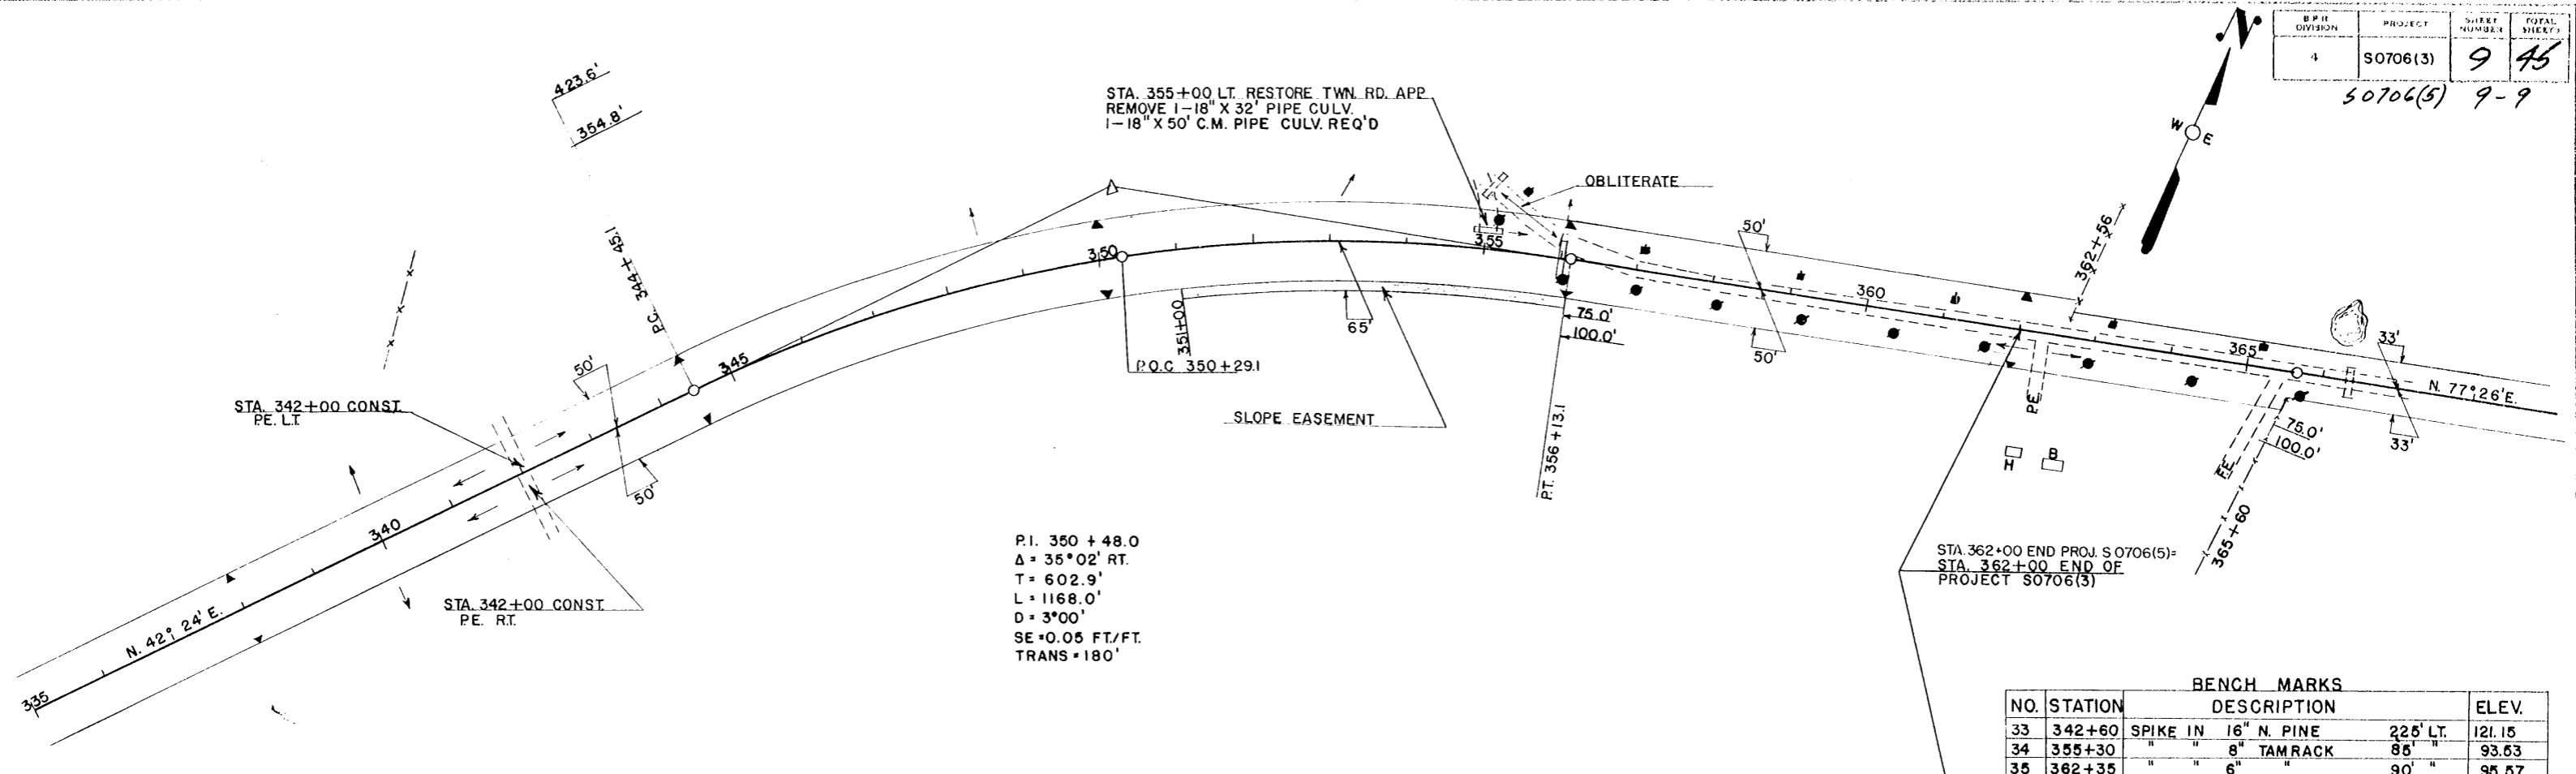 B.P.R. DIVISION PROJECT SHEET NUMBER TOTAL SHEETS
4 S0706(3) 9 45
S0706(5) 9-9
N
W E
423.6'
354.8'
STA. 355+00 LT. RESTORE TWN. RD. APP.
REMOVE 1-18" X 32' PIPE CULV.
1-18" X 50' C.M. PIPE CULV. REQ'D
OBLITERATE
P.C. 344+45.1
50'
362+56
350
355
360
345
351+00
65'
75.0'
100.0'
50'
365
33'
P.O.C. 350+29.1
50'
N. 77° 26' E.
STA. 342+00 CONST.
P.E. LT.
SLOPE EASEMENT
P.E.
75.0'
100.0'
33'
H B
F.E.
P.T. 356+13.1
50'
340
365+60
P.I. 350 + 48.0
Δ = 35°02' RT.
T = 602.9'
L = 1168.0'
D = 3°00'
SE = 0.05 FT./FT.
TRANS = 180'
STA. 362+00 END PROJ. S0706(5)=
STA. 362+00 END OF
PROJECT S0706(3)
STA. 342+00 CONST.
P.E. RT.
N. 42° 24' E.
335
BENCH MARKS
NO. STATION DESCRIPTION ELEV.
33 342+60 SPIKE IN 16" N. PINE 225' LT. 121.15
34 355+30 " " 8" TAMRACK 85' " 93.53
35 362+35 " " 6" " 90' " 95.57